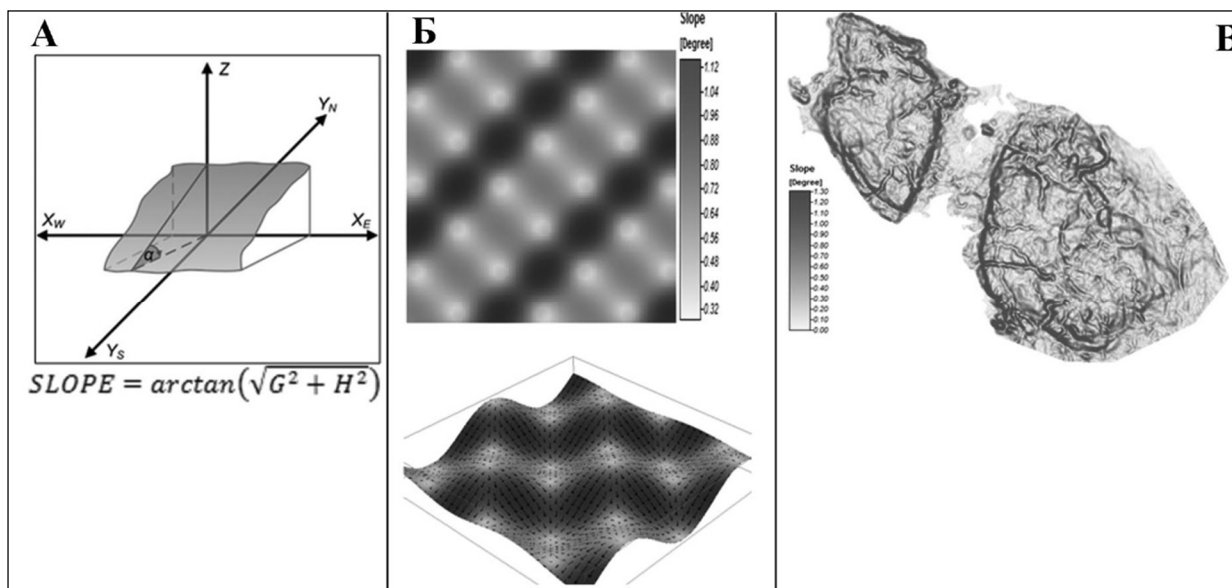 А
Z
Y_N
X_W
X_E
α
Y_S
SLOPE = arctan(√G² + H²)
Б
Slope
[Degree]
1.12
1.04
0.96
0.88
0.80
0.72
0.64
0.56
0.48
0.40
0.32
В
Slope
[Degree]
1.30
1.20
1.10
1.00
0.90
0.80
0.70
0.60
0.50
0.40
0.30
0.20
0.10
0.00